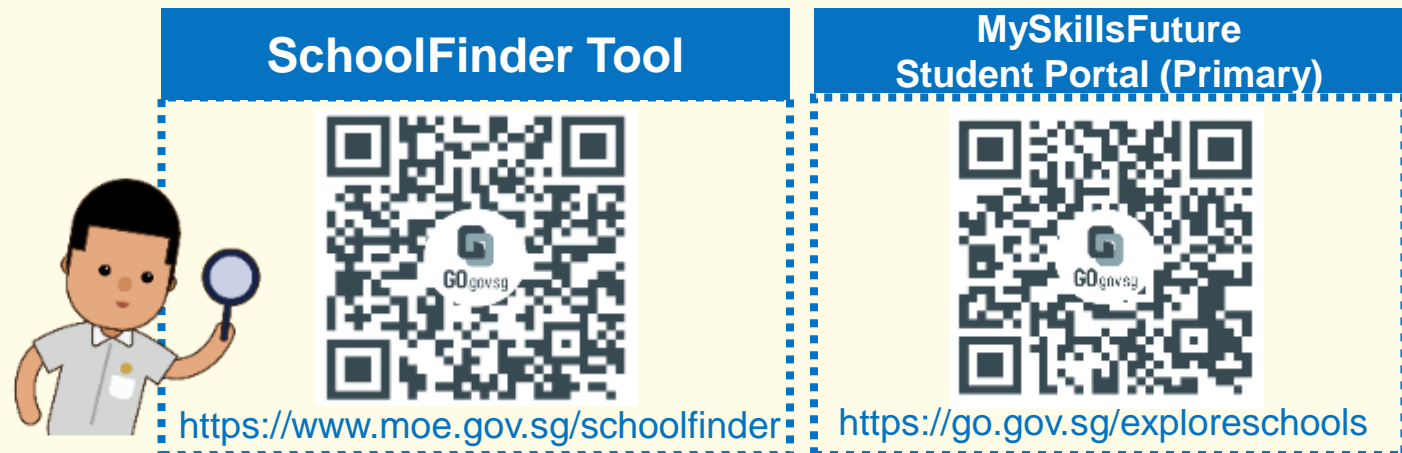 SchoolFinder Tool
GOgovsg
https://www.moe.gov.sg/schoolfinder
MySkillsFuture
Student Portal (Primary)
GOgovsg
https://go.gov.sg/exploreschools